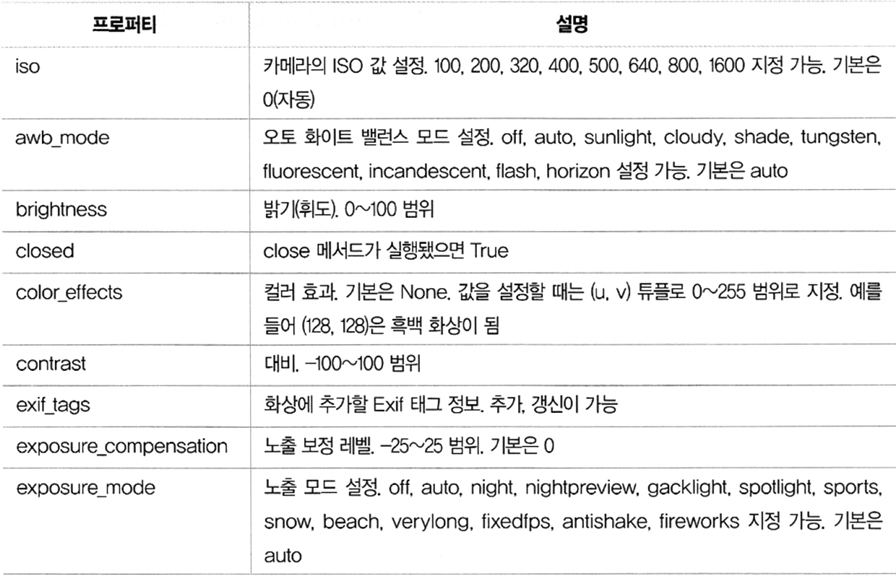 프로퍼티 설명
iso 카메라의 ISO 값 설정. 100, 200, 320, 400, 500, 640, 800, 1600 지정 가능. 기본은
0(자동)
awb_mode 오토 화이트 밸런스 모드 설정. off, auto, sunlight, cloudy, shade, tungsten,
fluorescent, incandescent, flash, horizon 설정 가능. 기본은 auto
brightness 밝기(휘도). 0~100 범위
closed close 메서드가 실행됐으면 True
color_effects 컬러 효과. 기본은 None. 값을 설정할 때는 (u, v) 튜플로 0~255 범위로 지정. 예를
들어 (128, 128)은 흑백 화상이 됨
contrast 대비. -100~100 범위
exif_tags 화상에 추가할 Exif 태그 정보. 추가, 갱신이 가능
exposure_compensation 노출 보정 레벨. -25~25 범위. 기본은 0
exposure_mode 노출 모드 설정. off, auto, night, nightpreview, gacklight, spotlight, sports,
snow, beach, verylong, fixedfps, antishake, fireworks 지정 가능. 기본은
auto